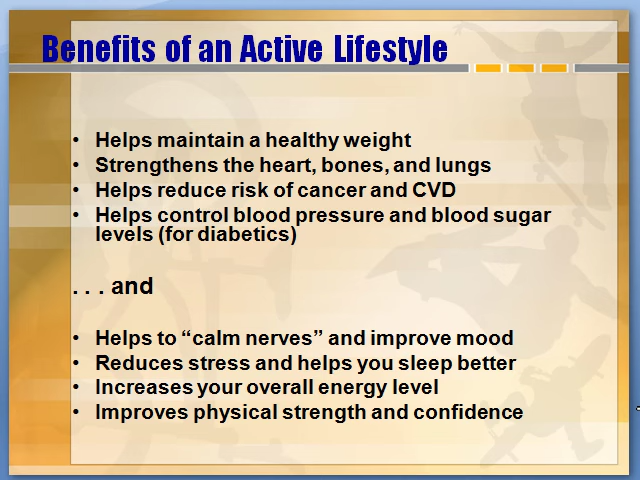 Benefits of an Active Lifestyle
• Helps maintain a healthy weight
• Strengthens the heart, bones, and lungs
• Helps reduce risk of cancer and CVD
• Helps control blood pressure and blood sugar
levels (for diabetics)
. . . and
• Helps to “calm nerves” and improve mood
• Reduces stress and helps you sleep better
• Increases your overall energy level
• Improves physical strength and confidence